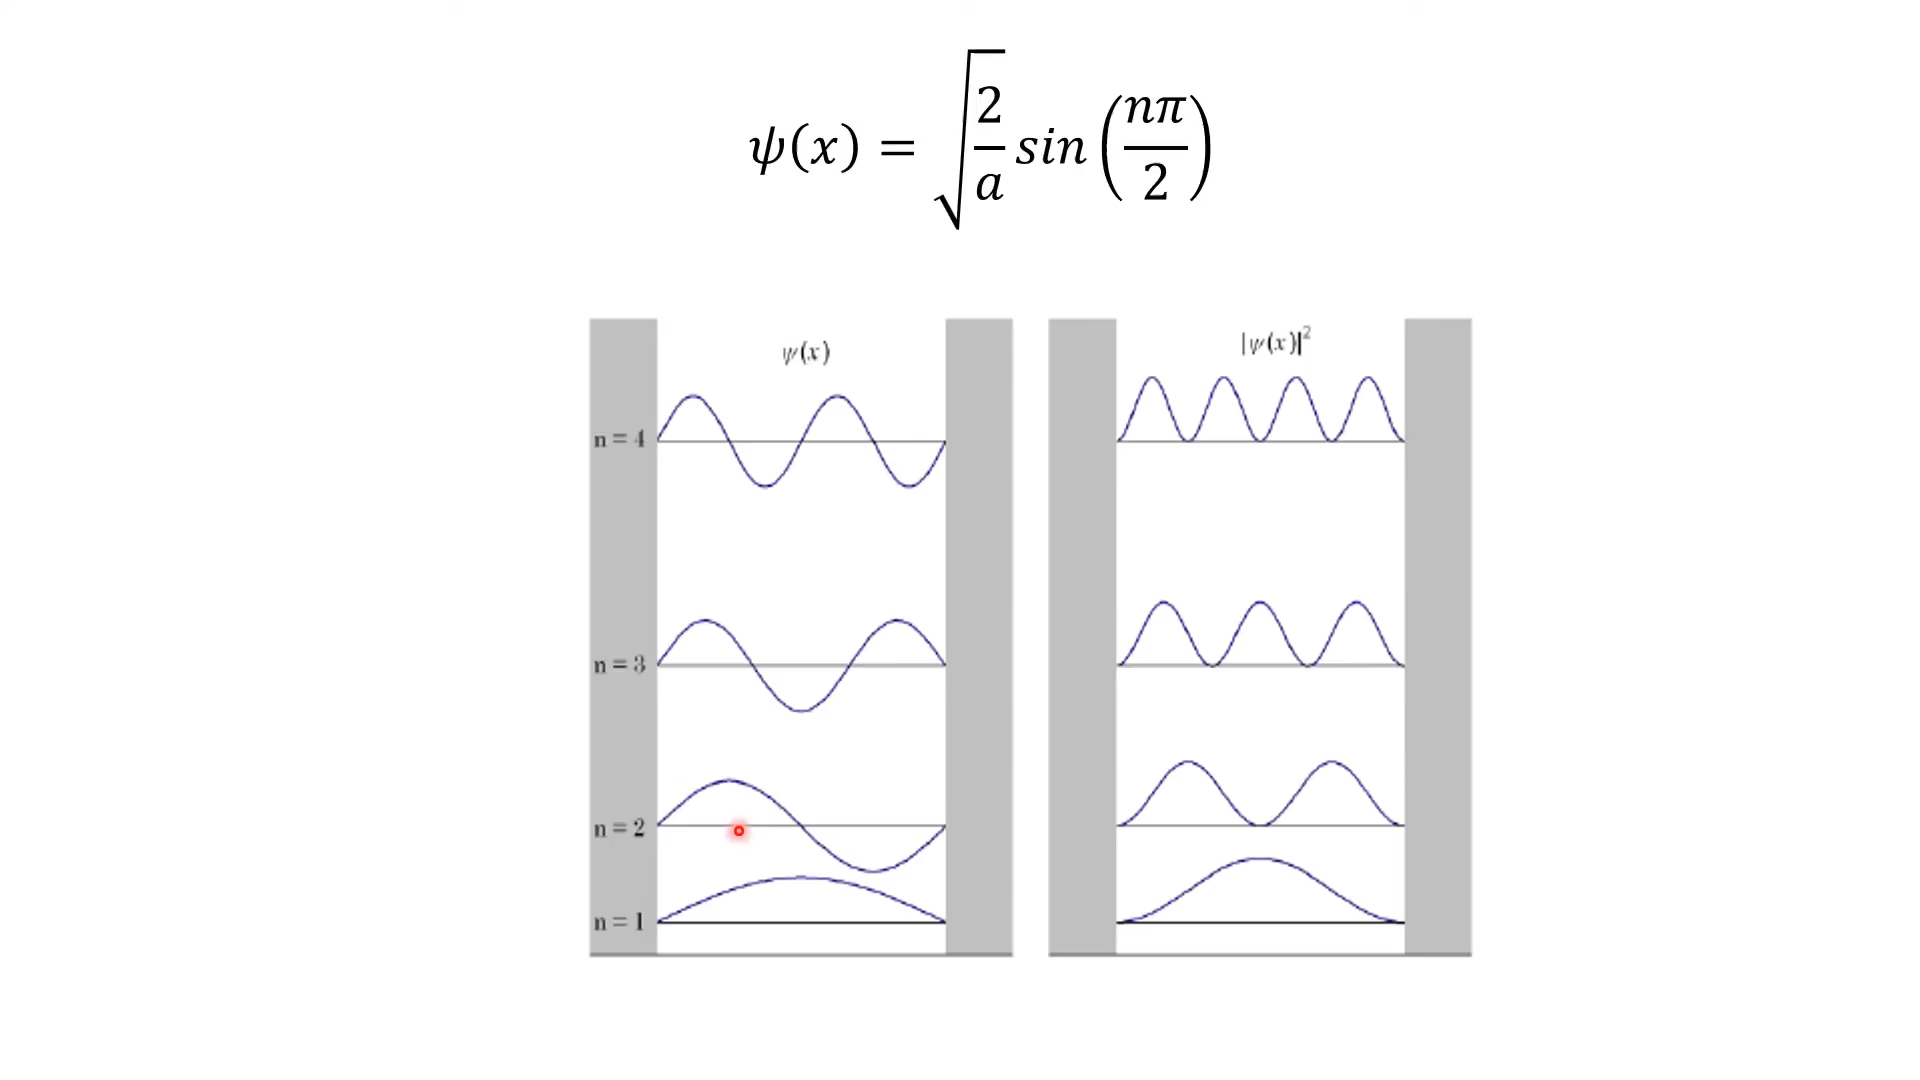 ψ(x) = √(2/a) sin(nπ/2)
ψ(x)
|ψ(x)|²
n = 4
n = 3
n = 2
n = 1